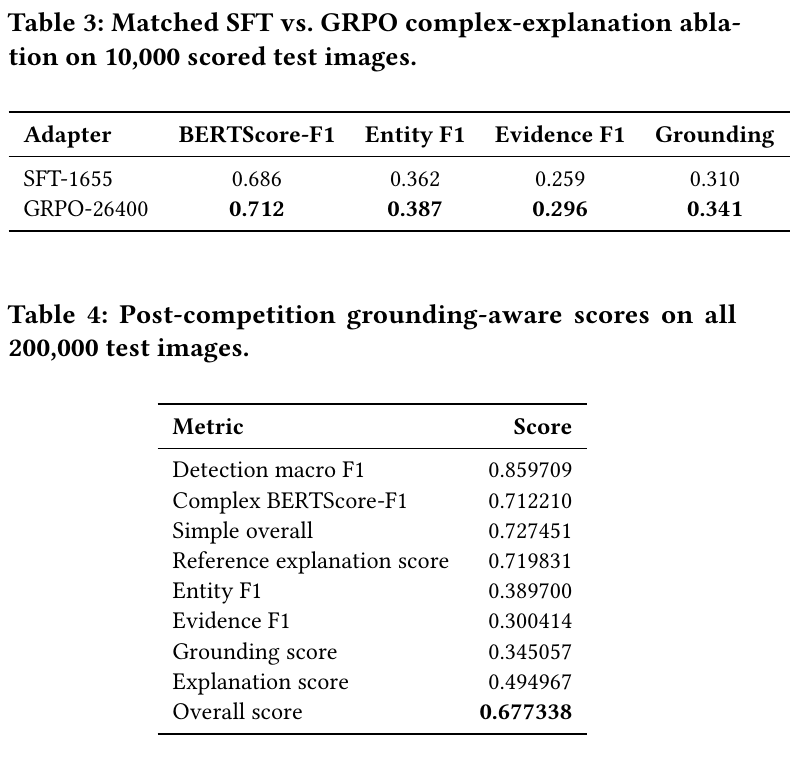 Table 3: Matched SFT vs. GRPO complex-explanation abla-
tion on 10,000 scored test images.
Adapter BERTScore-F1 Entity F1 Evidence F1 Grounding
SFT-1655 0.686 0.362 0.259 0.310
GRPO-26400 0.712 0.387 0.296 0.341
Table 4: Post-competition grounding-aware scores on all
200,000 test images.
Metric Score
Detection macro F1 0.859709
Complex BERTScore-F1 0.712210
Simple overall 0.727451
Reference explanation score 0.719831
Entity F1 0.389700
Evidence F1 0.300414
Grounding score 0.345057
Explanation score 0.494967
Overall score 0.677338